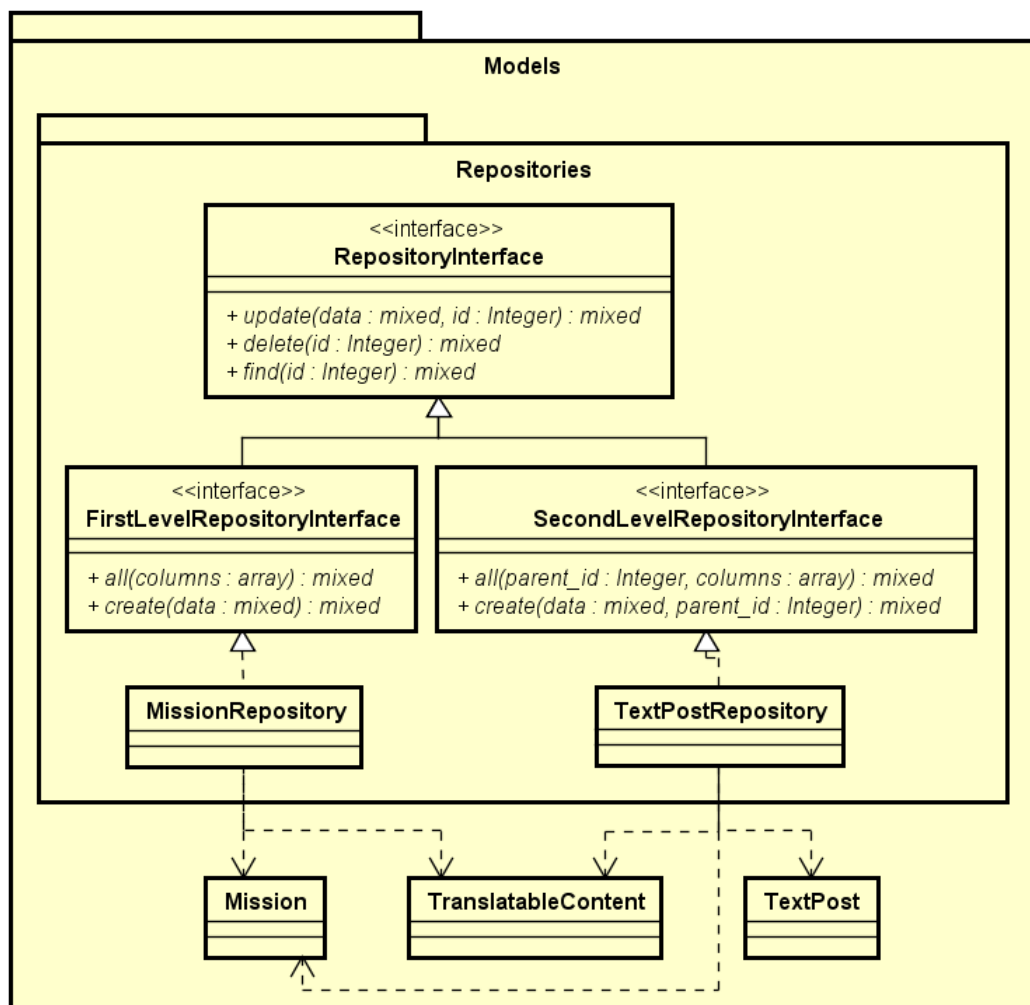 Models
Repositories
<<interface>>
RepositoryInterface
+ update(data : mixed, id : Integer) : mixed
+ delete(id : Integer) : mixed
+ find(id : Integer) : mixed
<<interface>>
FirstLevelRepositoryInterface
+ all(columns : array) : mixed
+ create(data : mixed) : mixed
<<interface>>
SecondLevelRepositoryInterface
+ all(parent_id : Integer, columns : array) : mixed
+ create(data : mixed, parent_id : Integer) : mixed
MissionRepository
TextPostRepository
Mission
TranslatableContent
TextPost